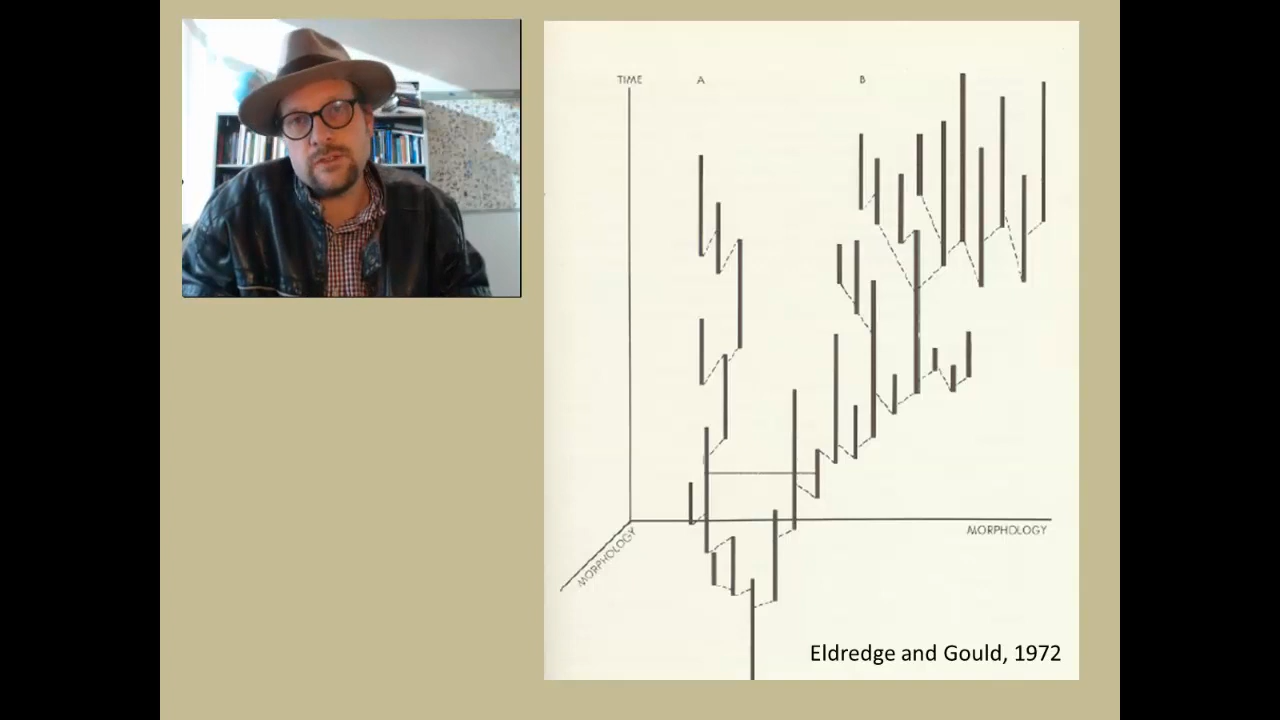 TIME
A
B
MORPHOLOGY
MORPHOLOGY
Eldredge and Gould, 1972